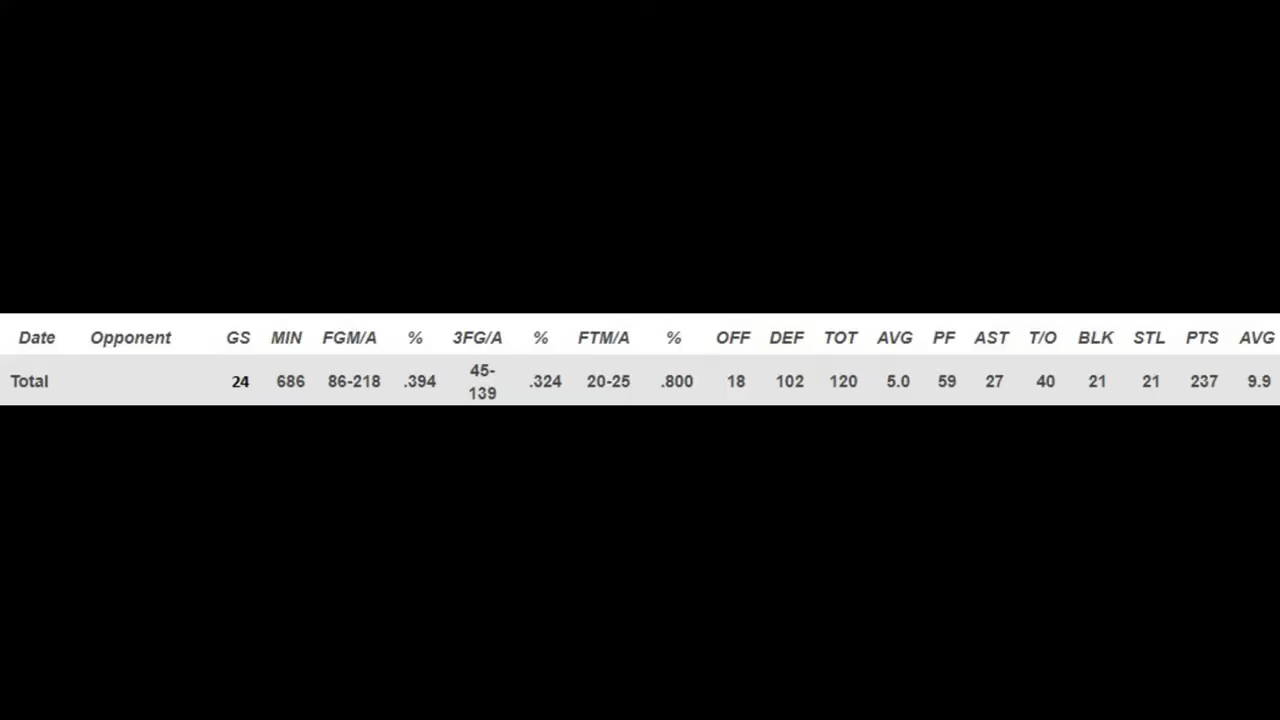 Date Opponent GS MIN FGM/A % 3FG/A % FTM/A % OFF DEF TOT AVG PF AST T/O BLK STL PTS AVG
Total 24 686 86-218 .394 45-139 .324 20-25 .800 18 102 120 5.0 59 27 40 21 21 237 9.9